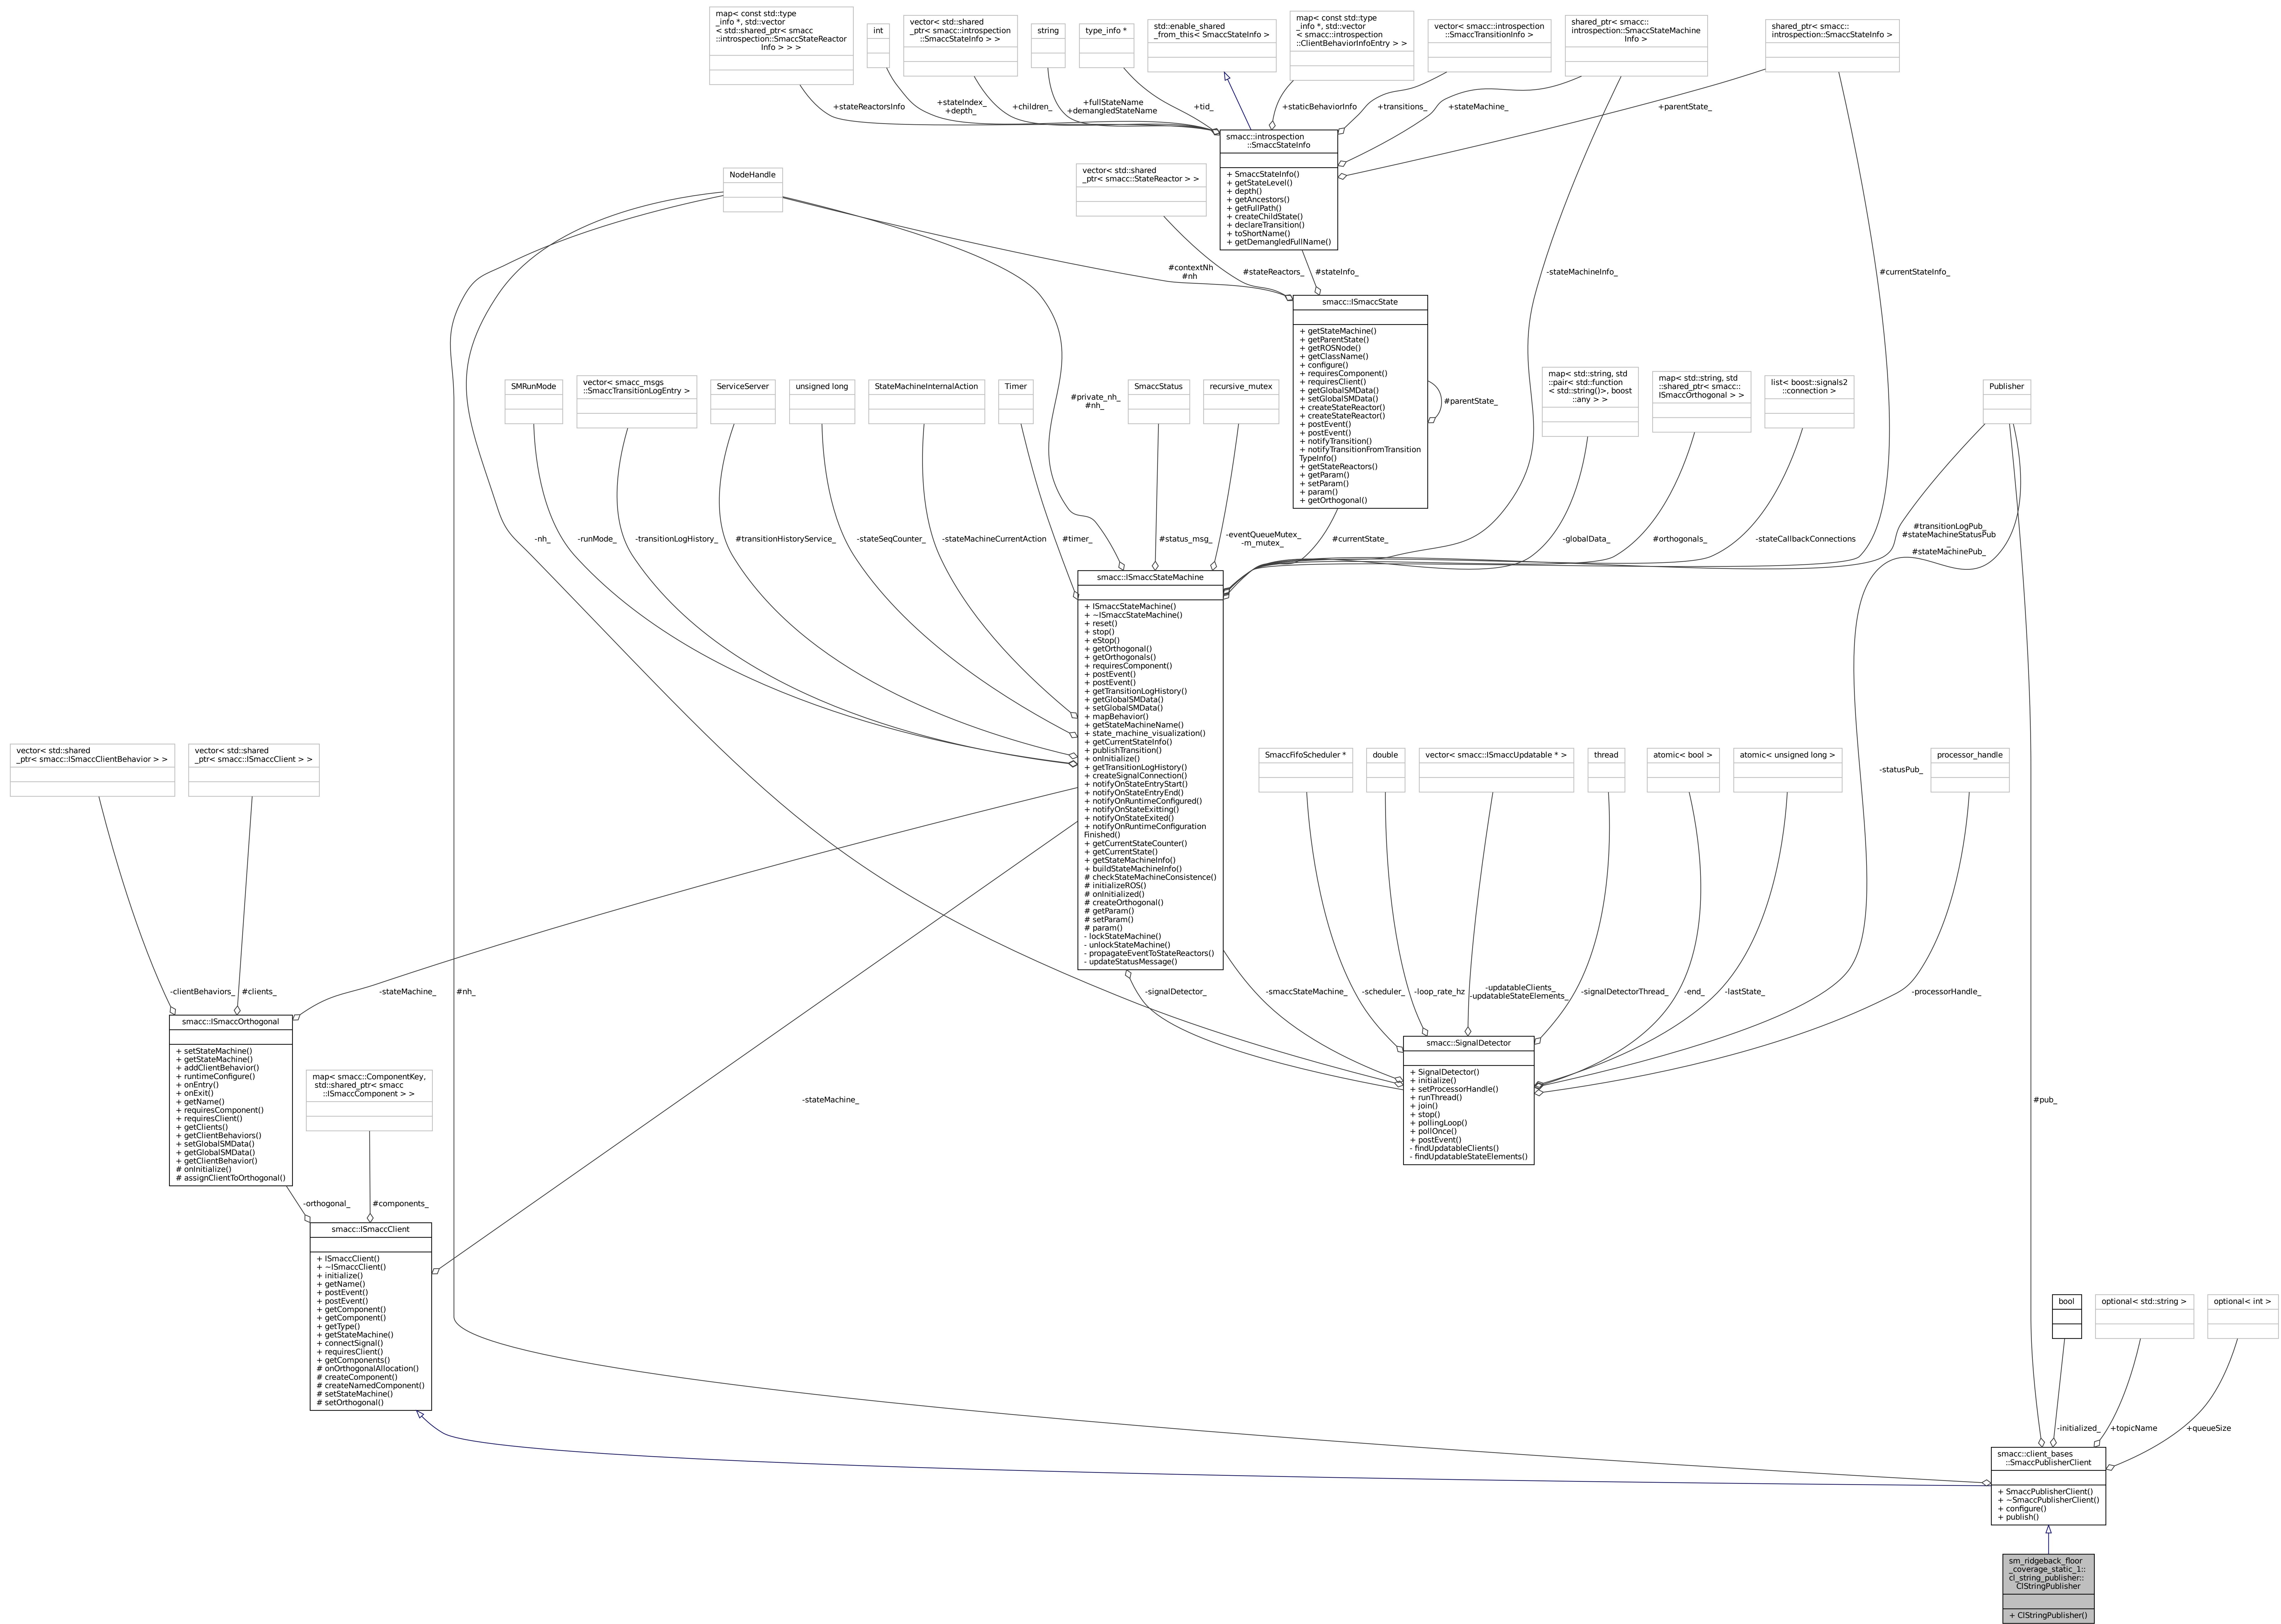 map< const std::type
_info *, std::vector
< std::shared_ptr< smacc
::introspection::SmaccStateReactor
Info > > >
int
vector< std::shared
_ptr< smacc::introspection
::SmaccStateInfo > >
string
type_info *
std::enable_shared
_from_this< SmaccStateInfo >
map< const std::type
_info *, std::vector
< smacc::introspection
::ClientBehaviorInfoEntry > >
vector< smacc::introspection
::SmaccTransitionInfo >
shared_ptr< smacc::
introspection::SmaccStateMachine
Info >
shared_ptr< smacc::
introspection::SmaccStateInfo >
+stateReactorsInfo
+stateIndex_
+depth_
+children_
+fullStateName
+demangledStateName
+tid_
+staticBehaviorInfo
+transitions_
+stateMachine_
+parentState_
smacc::introspection
::SmaccStateInfo
+ SmaccStateInfo()
+ getStateLevel()
+ depth()
+ getAncestors()
+ getFullPath()
+ createChildState()
+ declareTransition()
+ toShortName()
+ getDemangledFullName()
NodeHandle
vector< std::shared
_ptr< smacc::StateReactor > >
#contextNh
#nh
#stateReactors_
#stateInfo_
-stateMachineInfo_
#currentStateInfo_
smacc::ISmaccState
+ getStateMachine()
+ getParentState()
+ getROSNode()
+ getClassName()
+ configure()
+ requiresComponent()
+ requiresClient()
+ getGlobalSMData()
+ setGlobalSMData()
+ createStateReactor()
+ createStateReactor()
+ postEvent()
+ postEvent()
+ notifyTransition()
+ notifyTransitionFromTransition
TypeInfo()
+ getStateReactors()
+ getParam()
+ setParam()
+ param()
+ getOrthogonal()
#parentState_
#private_nh_
#nh_
SMRunMode
vector< smacc_msgs
::SmaccTransitionLogEntry >
ServiceServer
unsigned long
StateMachineInternalAction
Timer
SmaccStatus
recursive_mutex
map< std::string, std
::pair< std::function
< std::string()>, boost
::any > >
map< std::string, std
::shared_ptr< smacc::
ISmaccOrthogonal > >
list< boost::signals2
::connection >
Publisher
-nh_
-runMode_
-transitionLogHistory_
#transitionHistoryService_
-stateSeqCounter_
-stateMachineCurrentAction
#timer_
#status_msg_
-eventQueueMutex_
-m_mutex_
#currentState_
-globalData_
#orthogonals_
-stateCallbackConnections
#transitionLogPub_
#stateMachineStatusPub
_
#stateMachinePub_
smacc::ISmaccStateMachine
+ ISmaccStateMachine()
+ ~ISmaccStateMachine()
+ reset()
+ stop()
+ eStop()
+ getOrthogonal()
+ getOrthogonals()
+ requiresComponent()
+ postEvent()
+ postEvent()
+ getTransitionLogHistory()
+ getGlobalSMData()
+ setGlobalSMData()
+ mapBehavior()
+ getStateMachineName()
+ state_machine_visualization()
+ getCurrentStateInfo()
+ publishTransition()
+ onInitialize()
+ getTransitionLogHistory()
+ createSignalConnection()
+ notifyOnStateEntryStart()
+ notifyOnStateEntryEnd()
+ notifyOnRuntimeConfigured()
+ notifyOnStateExitting()
+ notifyOnStateExited()
+ notifyOnRuntimeConfiguration
Finished()
+ getCurrentStateCounter()
+ getCurrentState()
+ getStateMachineInfo()
+ buildStateMachineInfo()
# checkStateMachineConsistence()
# initializeROS()
# onInitialized()
# createOrthogonal()
# getParam()
# setParam()
# param()
- lockStateMachine()
- unlockStateMachine()
- propagateEventToStateReactors()
- updateStatusMessage()
vector< std::shared
_ptr< smacc::ISmaccClientBehavior > >
vector< std::shared
_ptr< smacc::ISmaccClient > >
SmaccFifoScheduler *
double
vector< smacc::ISmaccUpdatable * >
thread
atomic< bool >
atomic< unsigned long >
processor_handle
-statusPub_
-clientBehaviors_
#clients_
-stateMachine_
#nh_
-signalDetector_
-smaccStateMachine_
-scheduler_
-loop_rate_hz
-updatableClients_
-updatableStateElements_
-signalDetectorThread_
-end_
-lastState_
-processorHandle_
smacc::ISmaccOrthogonal
+ setStateMachine()
+ getStateMachine()
+ addClientBehavior()
+ runtimeConfigure()
+ onEntry()
+ onExit()
+ getName()
+ requiresComponent()
+ requiresClient()
+ getClients()
+ getClientBehaviors()
+ setGlobalSMData()
+ getGlobalSMData()
+ getClientBehavior()
# onInitialize()
# assignClientToOrthogonal()
smacc::SignalDetector
+ SignalDetector()
+ initialize()
+ setProcessorHandle()
+ runThread()
+ join()
+ stop()
+ pollingLoop()
+ pollOnce()
+ postEvent()
- findUpdatableClients()
- findUpdatableStateElements()
map< smacc::ComponentKey,
std::shared_ptr< smacc
::ISmaccComponent > >
-stateMachine_
#pub_
-orthogonal_
#components_
smacc::ISmaccClient
+ ISmaccClient()
+ ~ISmaccClient()
+ initialize()
+ getName()
+ postEvent()
+ postEvent()
+ getComponent()
+ getComponent()
+ getType()
+ getStateMachine()
+ connectSignal()
+ requiresClient()
+ getComponents()
# onOrthogonalAllocation()
# createComponent()
# createNamedComponent()
# setStateMachine()
# setOrthogonal()
bool
optional< std::string >
optional< int >
-initialized_
+topicName
+queueSize
smacc::client_bases
::SmaccPublisherClient
+ SmaccPublisherClient()
+ ~SmaccPublisherClient()
+ configure()
+ publish()
sm_ridgeback_floor
_coverage_static_1::
cl_string_publisher::
ClStringPublisher
+ ClStringPublisher()